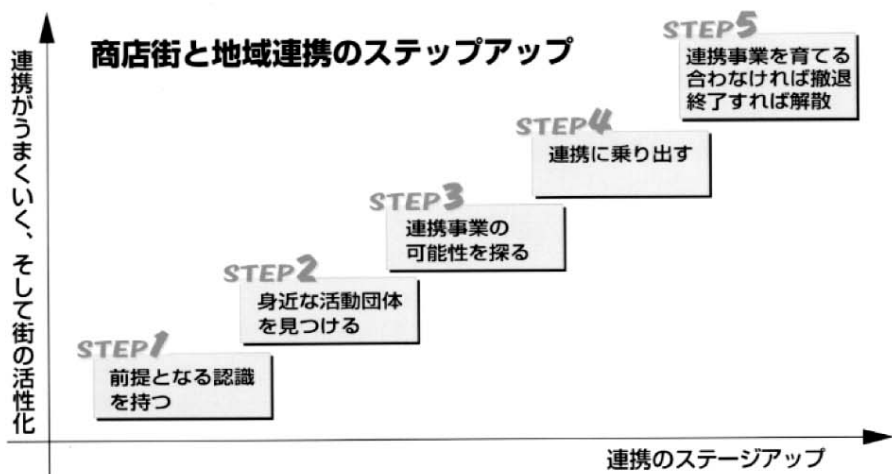 商店街と地域連携のステップアップ
連携がうまくいく、そして街の活性化
STEP1
前提となる認識
を持つ
STEP2
身近な活動団体
を見つける
STEP3
連携事業の
可能性を探る
STEP4
連携に乗り出す
STEP5
連携事業を育てる
合わなければ撤退
終了すれば解散
連携のステージアップ